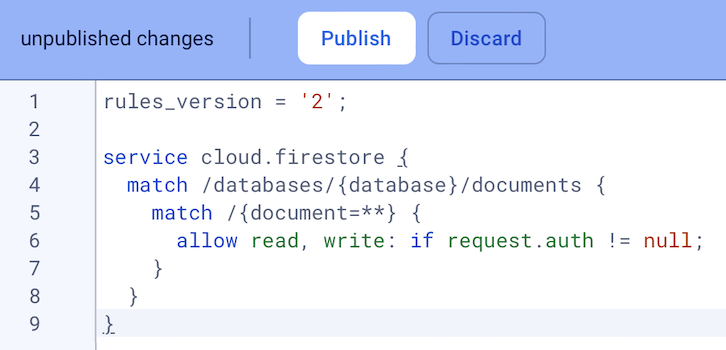 unpublished changes Publish Discard
1 rules_version = '2';
2
3 service cloud.firestore {
4   match /databases/{database}/documents {
5     match /{document=**} {
6       allow read, write: if request.auth != null;
7     }
8   }
9 }